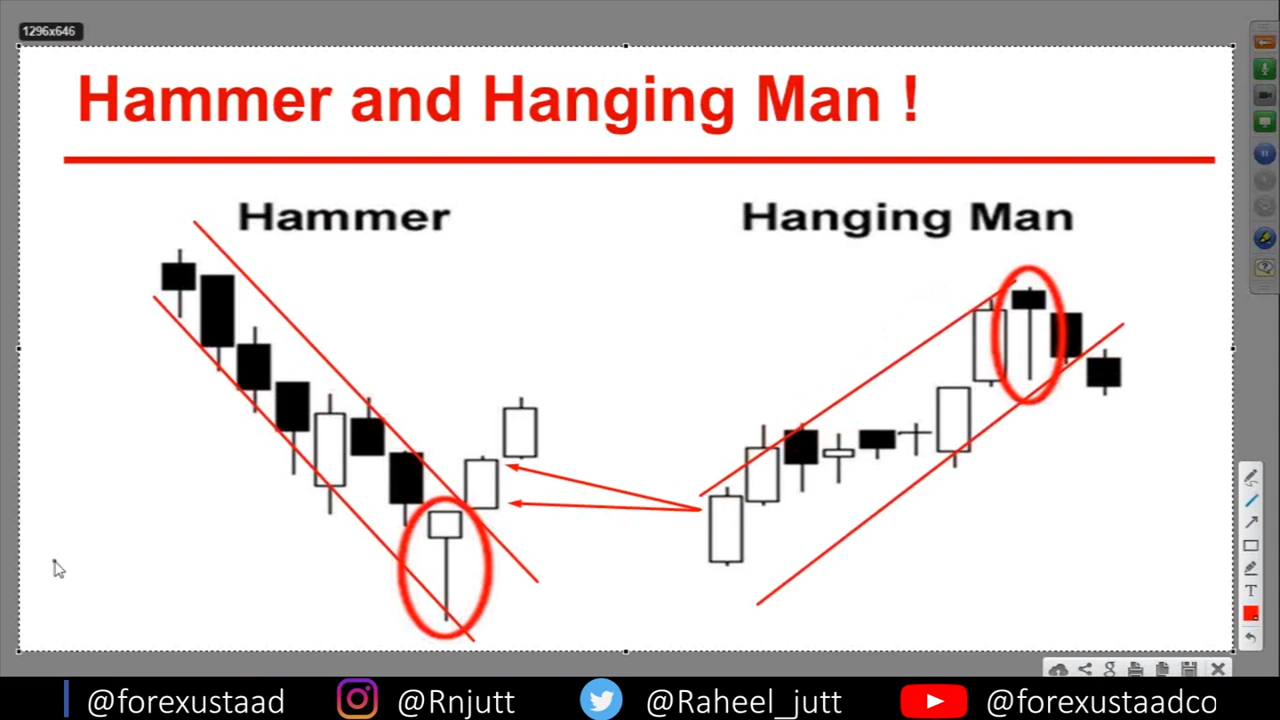 1296x646
Hammer and Hanging Man !
Hammer
Hanging Man
@forexustaad
@Rnjutt
@Raheel_jutt
@forexustaadco